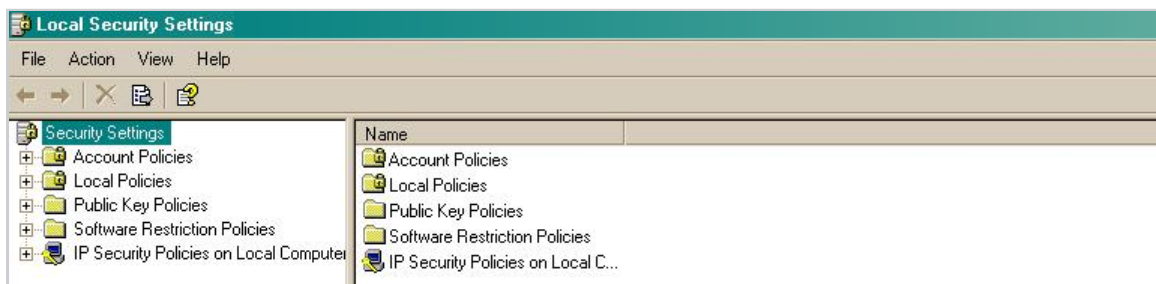 Local Security Settings
File Action View Help
Security Settings
Account Policies
Local Policies
Public Key Policies
Software Restriction Policies
IP Security Policies on Local Computer
Name
Account Policies
Local Policies
Public Key Policies
Software Restriction Policies
IP Security Policies on Local C...